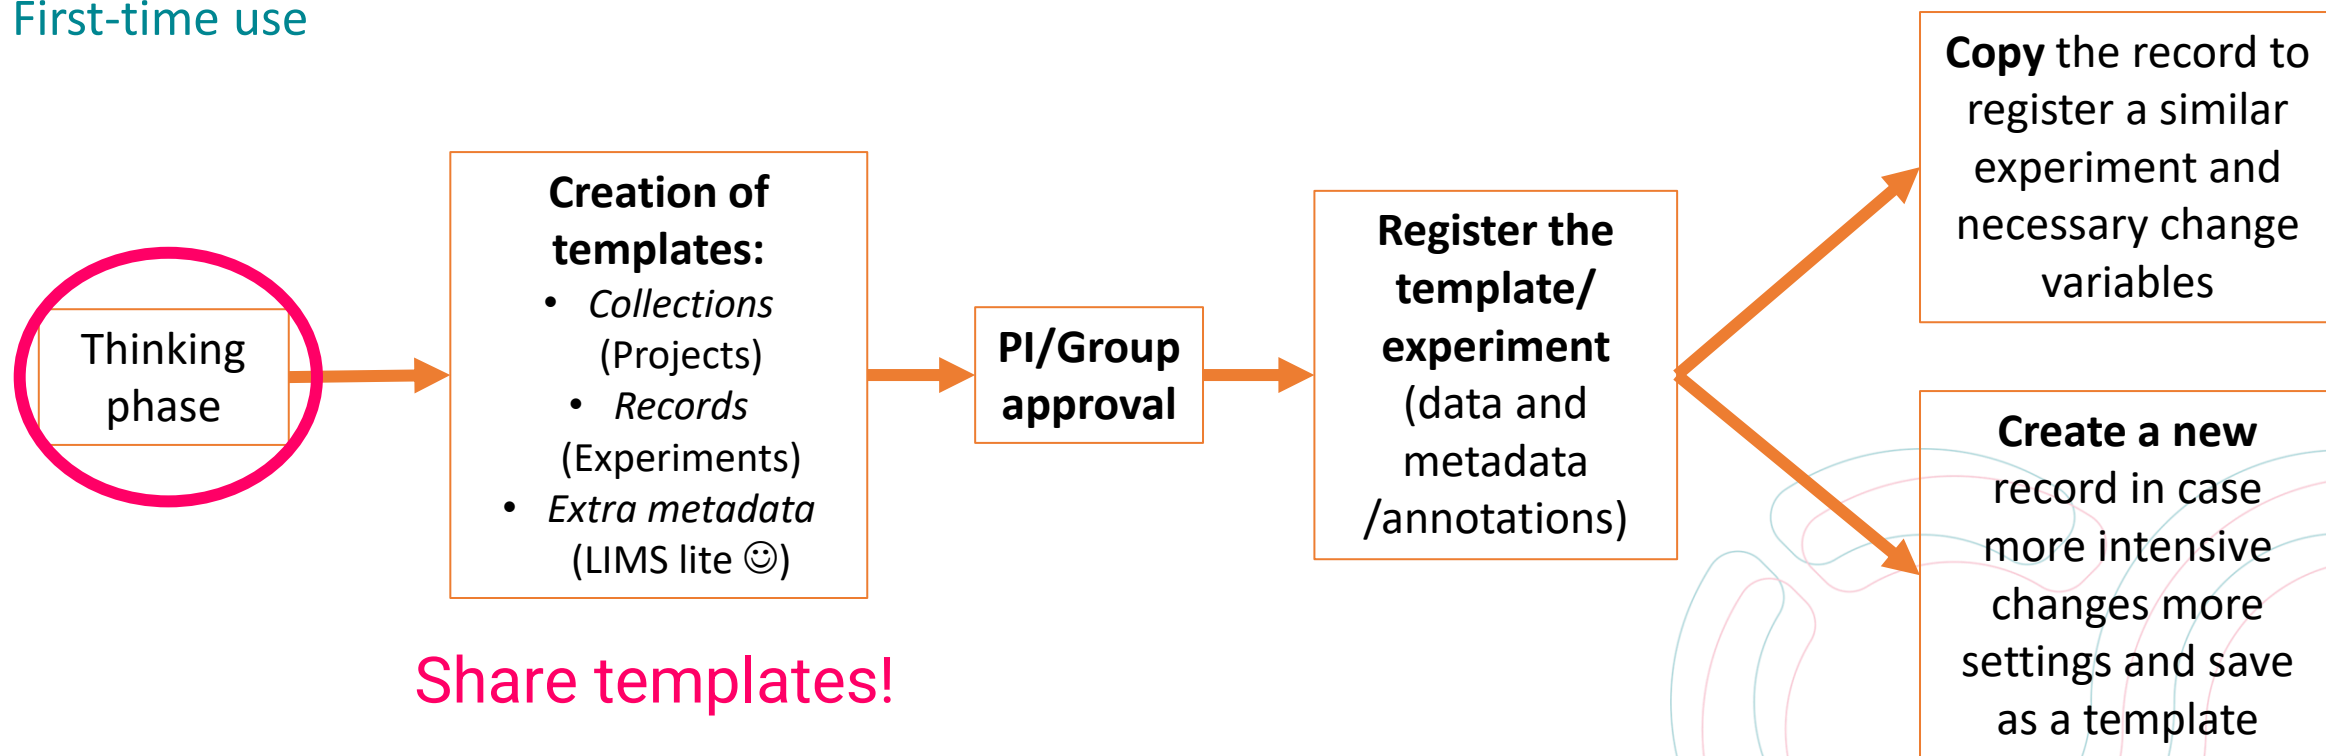 First-time use
Thinking
phase
Creation of
templates:
• Collections
(Projects)
• Records
(Experiments)
• Extra metadata
(LIMS lite ☺)
Share templates!
PI/Group
approval
Register the
template/
experiment
(data and
metadata
/annotations)
Copy the record to
register a similar
experiment and
necessary change
variables
Create a new
record in case
more intensive
changes more
settings and save
as a template